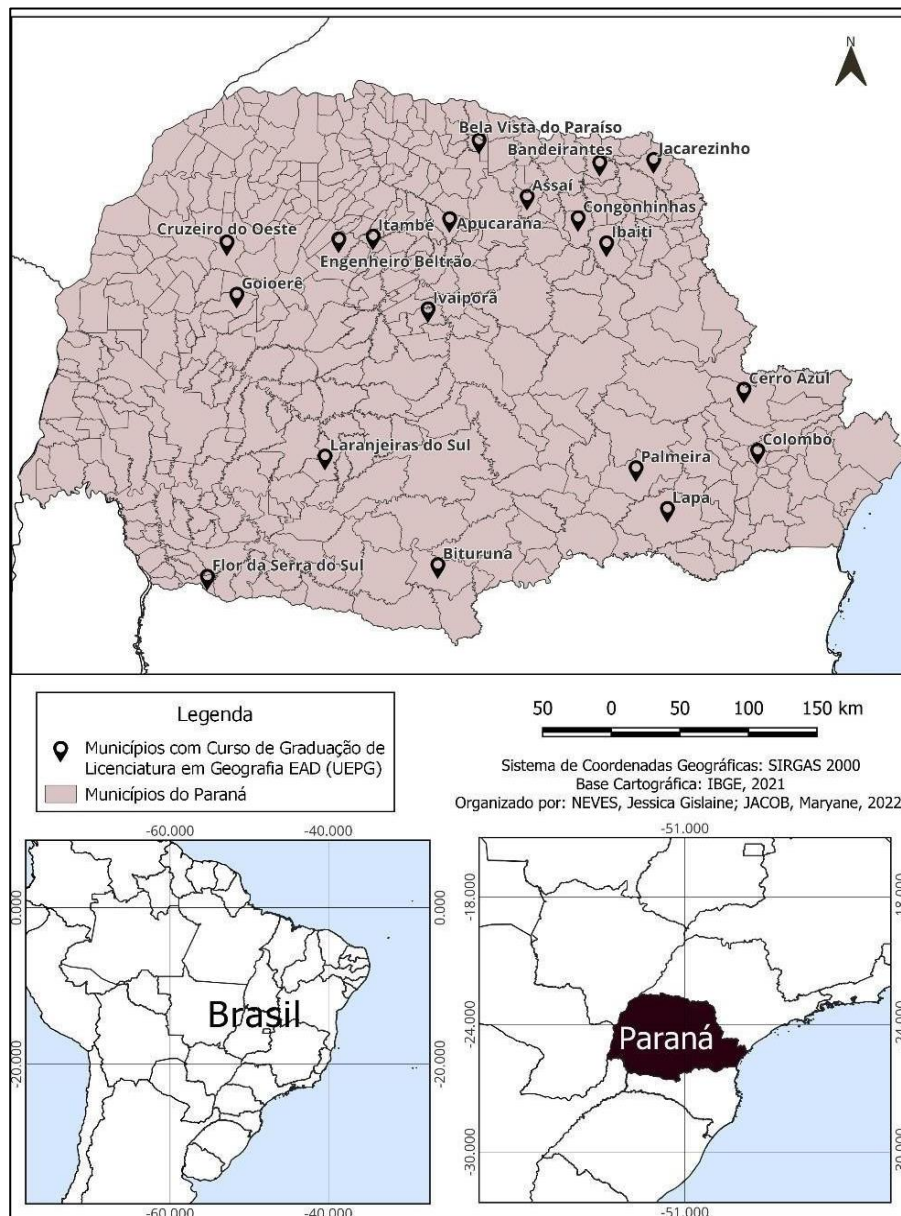 N
Bela Vista do Paraíso
Bandeirantes
Jacarezinho
Assaí
Congonhinhas
Apucarana
Itambé
Cruzeiro do Oeste
Ibaiti
Engenheiro Beltrão
Goioerê
Ivaiporã
Cerro Azul
Colombo
Laranjeiras do Sul
Palmeira
Lapa
Bituruna
Flor da Serra do Sul
Legenda
Municípios com Curso de Graduação de
Licenciatura em Geografia EAD (UEPG)
Municípios do Paraná
50 0 50 100 150 km
Sistema de Coordenadas Geográficas: SIRGAS 2000
Base Cartográfica: IBGE, 2021
Organizado por: NEVES, Jessica Gislaine; JACOB, Maryane, 2022
-60.000 -40.000
0.000 0.000
Brasil
-20.000 -20.000
-60.000 -40.000
-51.000
-18.000 -18.000
-24.000 -24.000
Paraná
-30.000 -30.000
-51.000